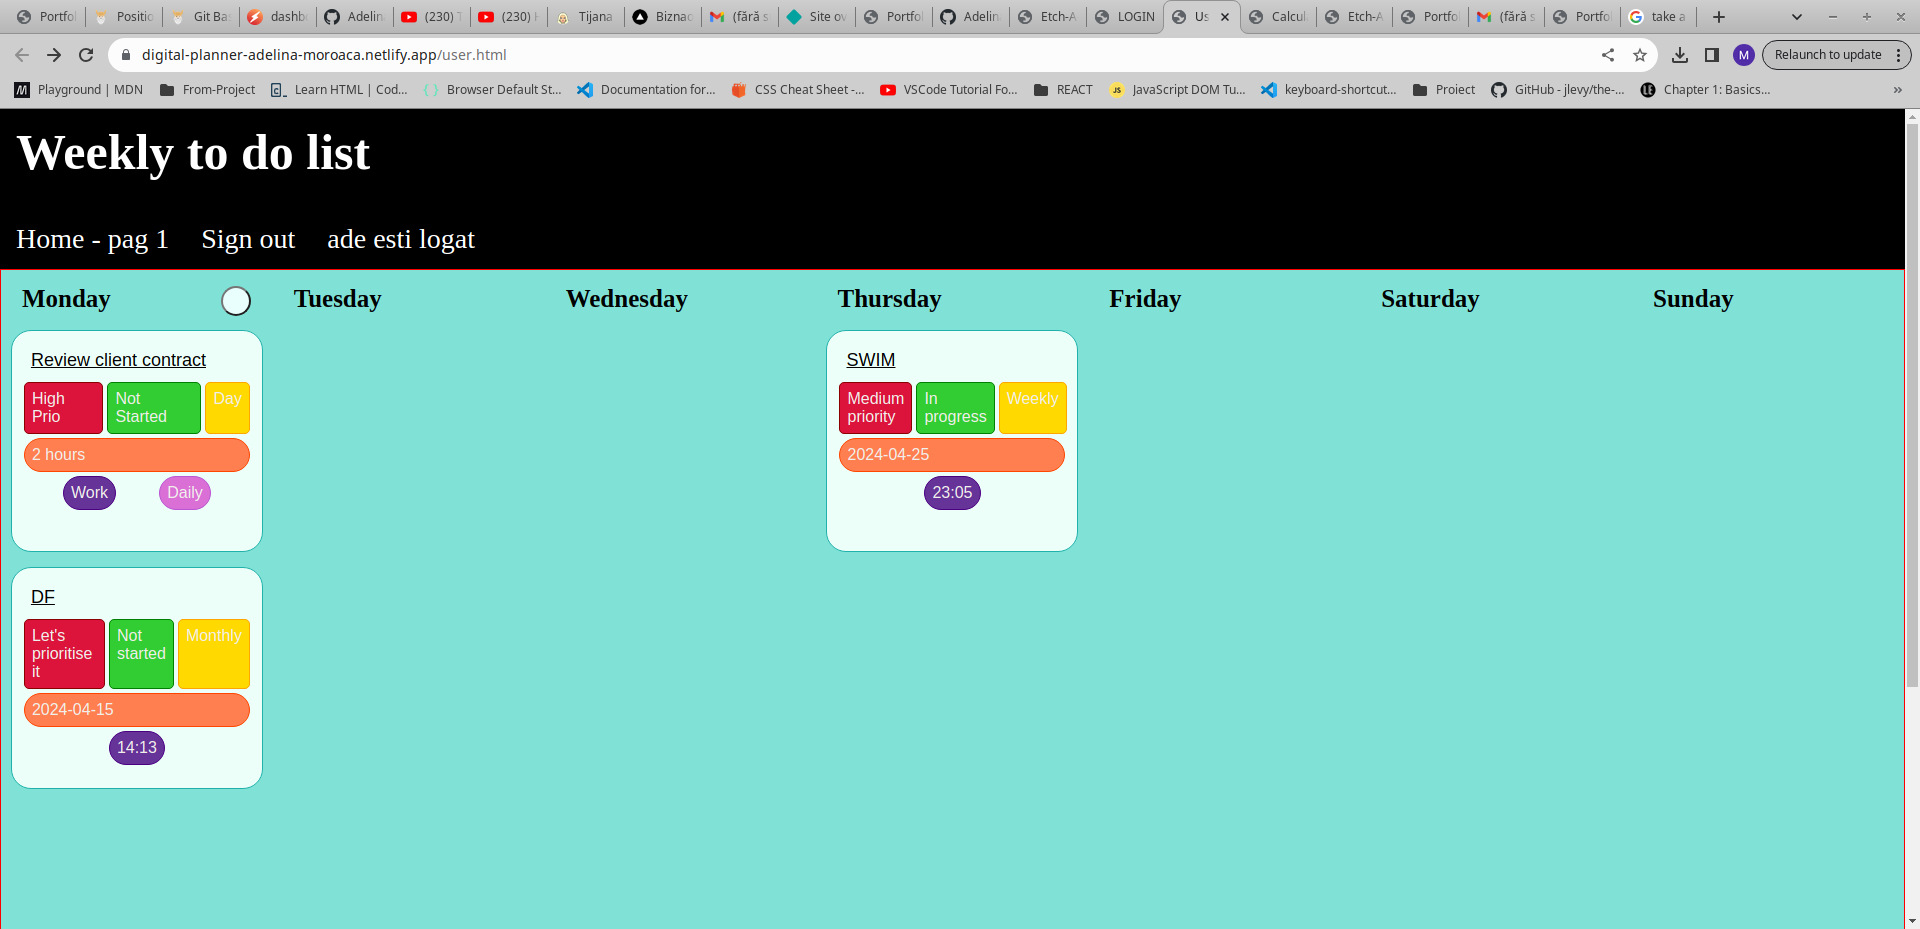 Portfol
Positio
Git Bas
dashb
Adelin
(230) T
(230) H
Tijana
Biznao
(fără s
Site ov
Portfol
Adelin
Etch-A
LOGIN
Us
Calcul
Etch-A
Portfol
(fără s
Portfol
take a
digital-planner-adelina-moroaca.netlify.app/user.html
M
Relaunch to update
Playground | MDN
From-Project
Learn HTML | Cod...
Browser Default St...
Documentation for...
CSS Cheat Sheet -...
VSCode Tutorial Fo...
REACT
JavaScript DOM Tu...
keyboard-shortcut...
Proiect
GitHub - jlevy/the-...
Chapter 1: Basics...
Weekly to do list
Home - pag 1
Sign out
ade esti logat
Monday
Tuesday
Wednesday
Thursday
Friday
Saturday
Sunday
Review client contract
High
Prio
Not
Started
Day
2 hours
Work
Daily
DF
Let's
prioritise
it
Not
started
Monthly
2024-04-15
14:13
SWIM
Medium
priority
In
progress
Weekly
2024-04-25
23:05